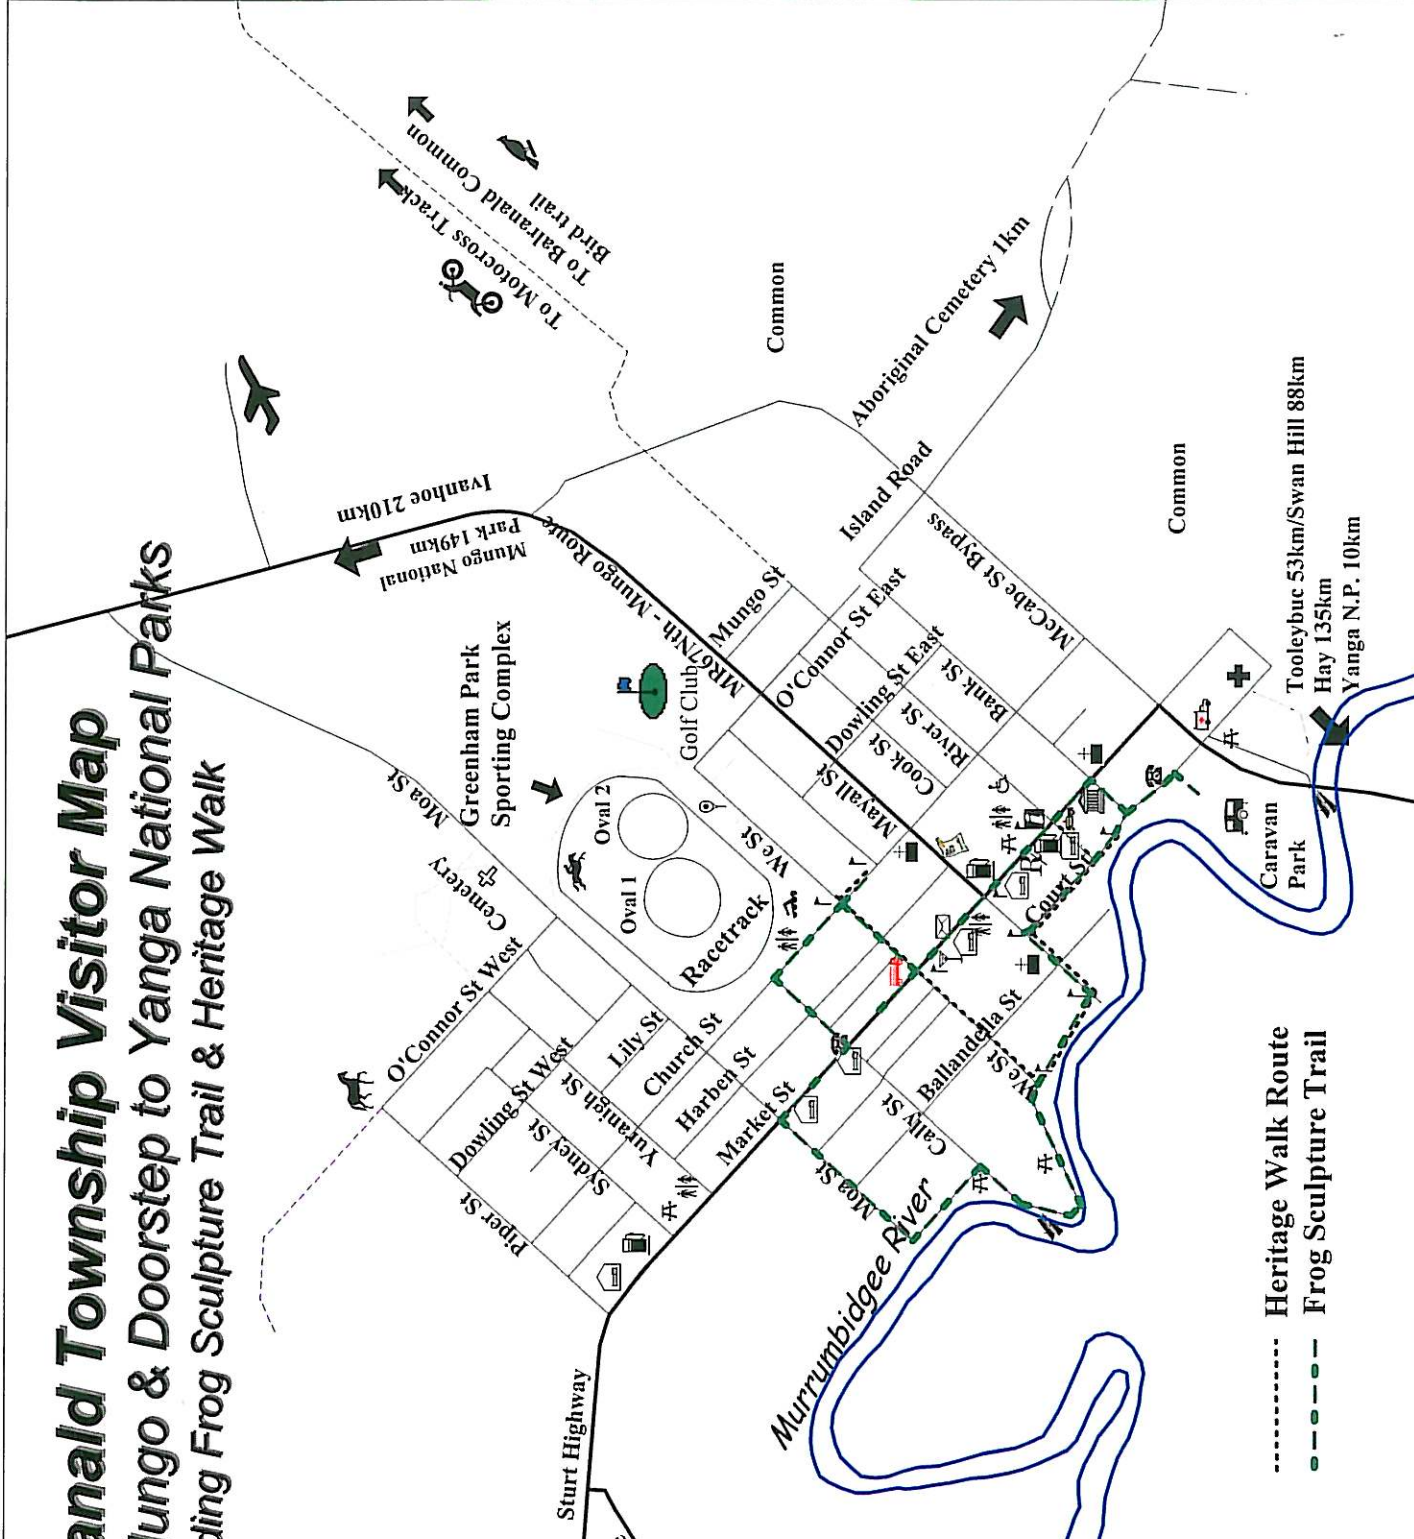 anald Township Visitor Map
Mungo & Doorstep to Yanga National Parks
ding Frog Sculpture Trail & Heritage Walk
Ivanhoe 210km
Mungo National
Park 149km
To Motocross Track
To Balranald Common
Bird trail
Common
Aboriginal Cemetery 1km
Island Road
MR67Nth - Mungo Route
Greenham Park
Sporting Complex
Golf Club
Mungo St
O'Connor St East
Dowling St East
McCabe St Bypass
Bank St
River St
Cook St
Mayall St
We St
Common
Tooleybuc 53km/Swan Hill 88km
Hay 135km
Yanga N.P. 10km
Moa St
Cemetery
Oval 2
Oval 1
Racetrack
O'Connor St West
Dowling St West
Lily St
Church St
Harben St
Market St
Yuranigh St
Sydney St
Piper St
Court St
Caravan
Park
Ballandella St
We St
Cally St
Moa St
Murrumbidgee River
Sturt Highway
Heritage Walk Route
Frog Sculpture Trail